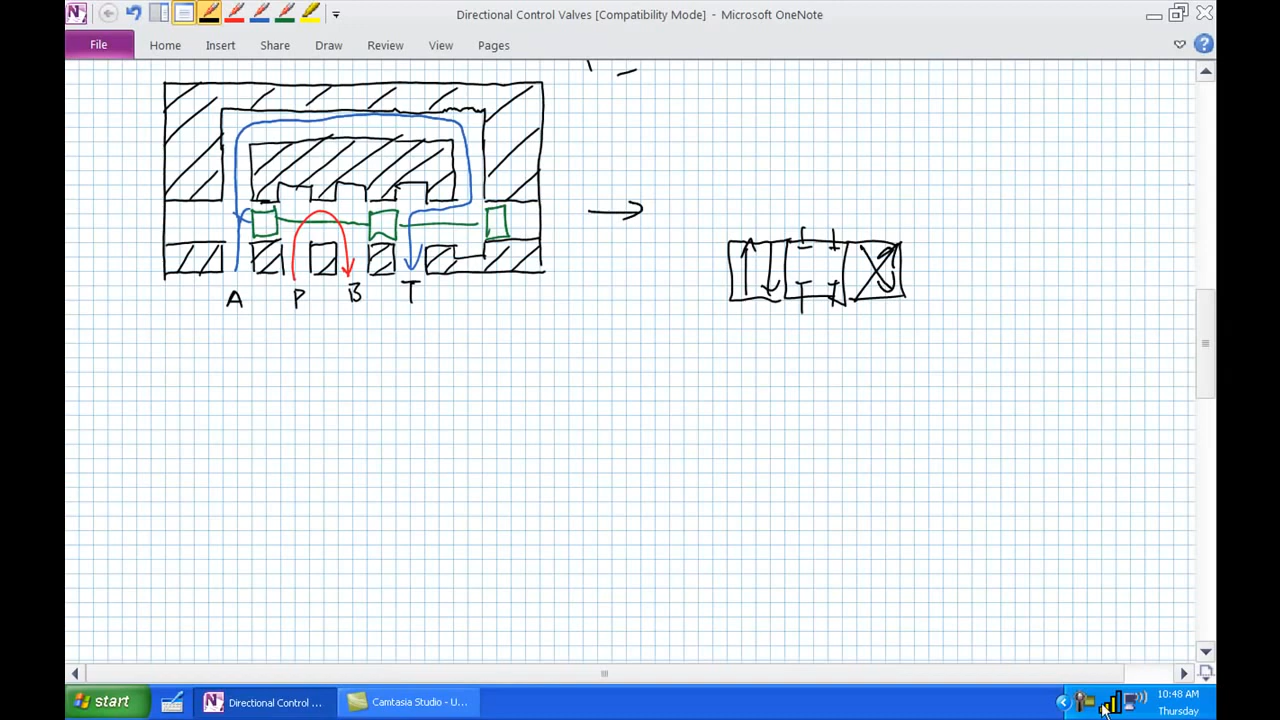 Directional Control Valves [Compatibility Mode] - Microsoft OneNote
File Home Insert Share Draw Review View Pages
A P B T
start Directional Control ... Camtasia Studio - U... 10:48 AM
Thursday